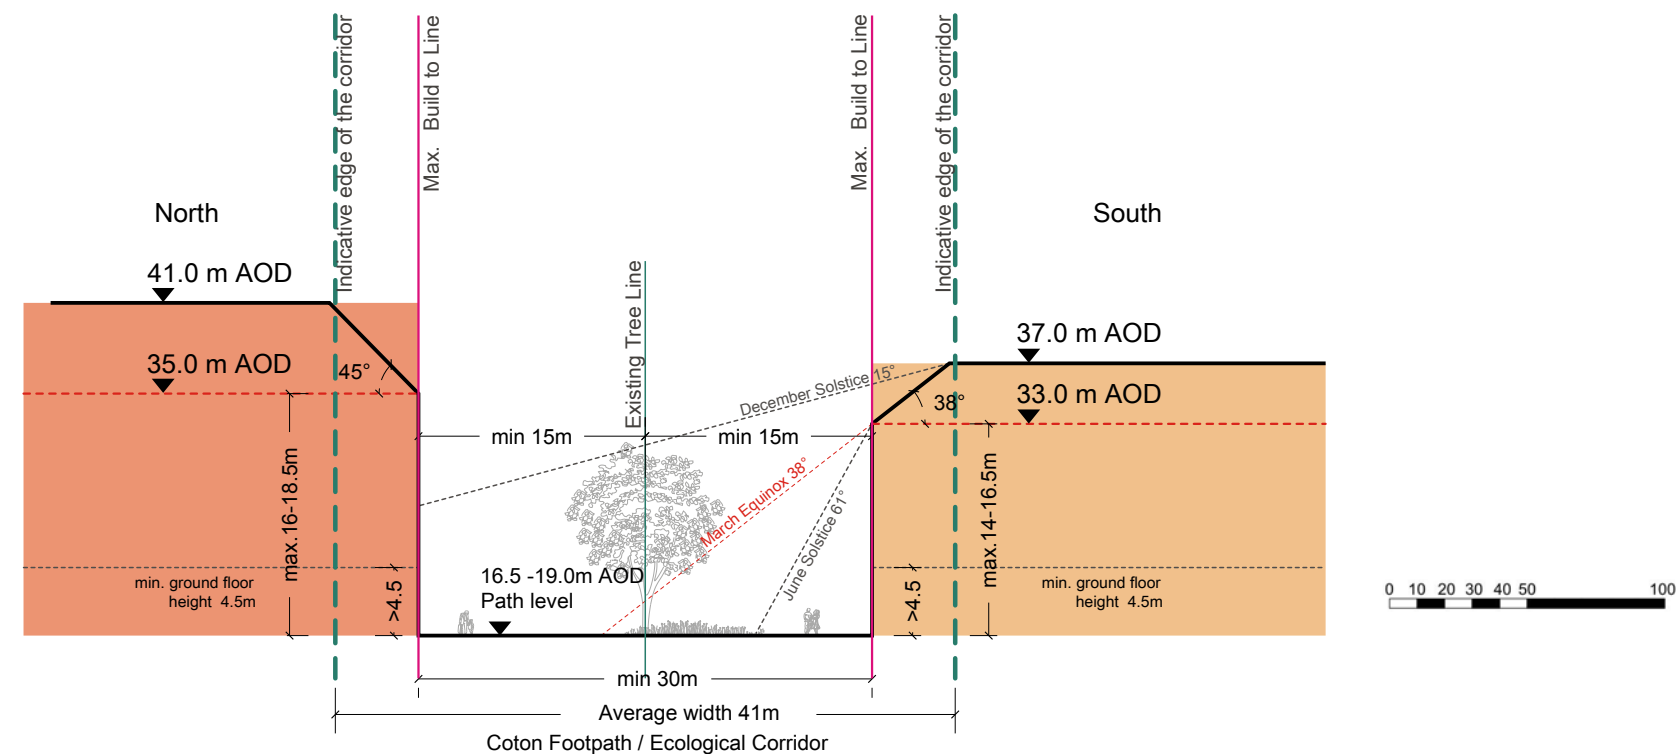 Indicative edge of the corridor
Max. Build to Line
Max. Build to Line
Indicative edge of the corridor
North
South
41.0 m AOD
Existing Tree Line
37.0 m AOD
35.0 m AOD
45°
December Solstice 15°
38°
33.0 m AOD
min 15m
min 15m
max.16-18.5m
March Equinox 38°
June Solstice 61°
max.14-16.5m
min. ground floor
height 4.5m
>4.5
16.5 -19.0m AOD
Path level
>4.5
min. ground floor
height 4.5m
0 10 20 30 40 50 100
min 30m
Average width 41m
Coton Footpath / Ecological Corridor